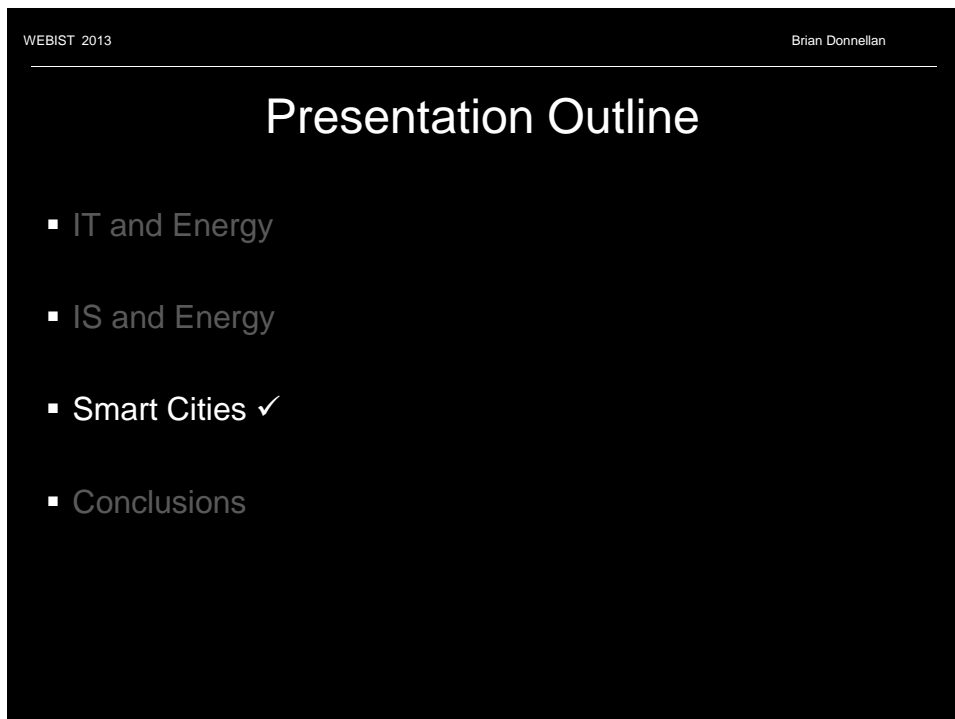 WEBIST 2013 Brian Donnellan
Presentation Outline
▪ IT and Energy
▪ IS and Energy
▪ Smart Cities ✓
▪ Conclusions